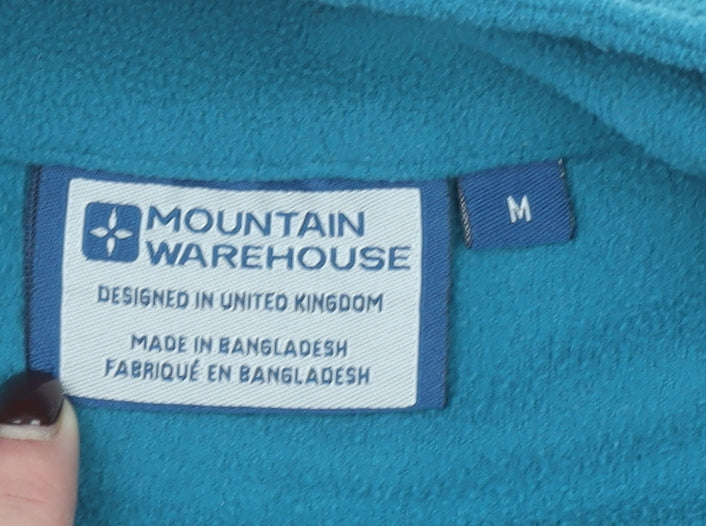 MOUNTAIN
WAREHOUSE
DESIGNED IN UNITED KINGDOM
MADE IN BANGLADESH
FABRIQUÉ EN BANGLADESH
M